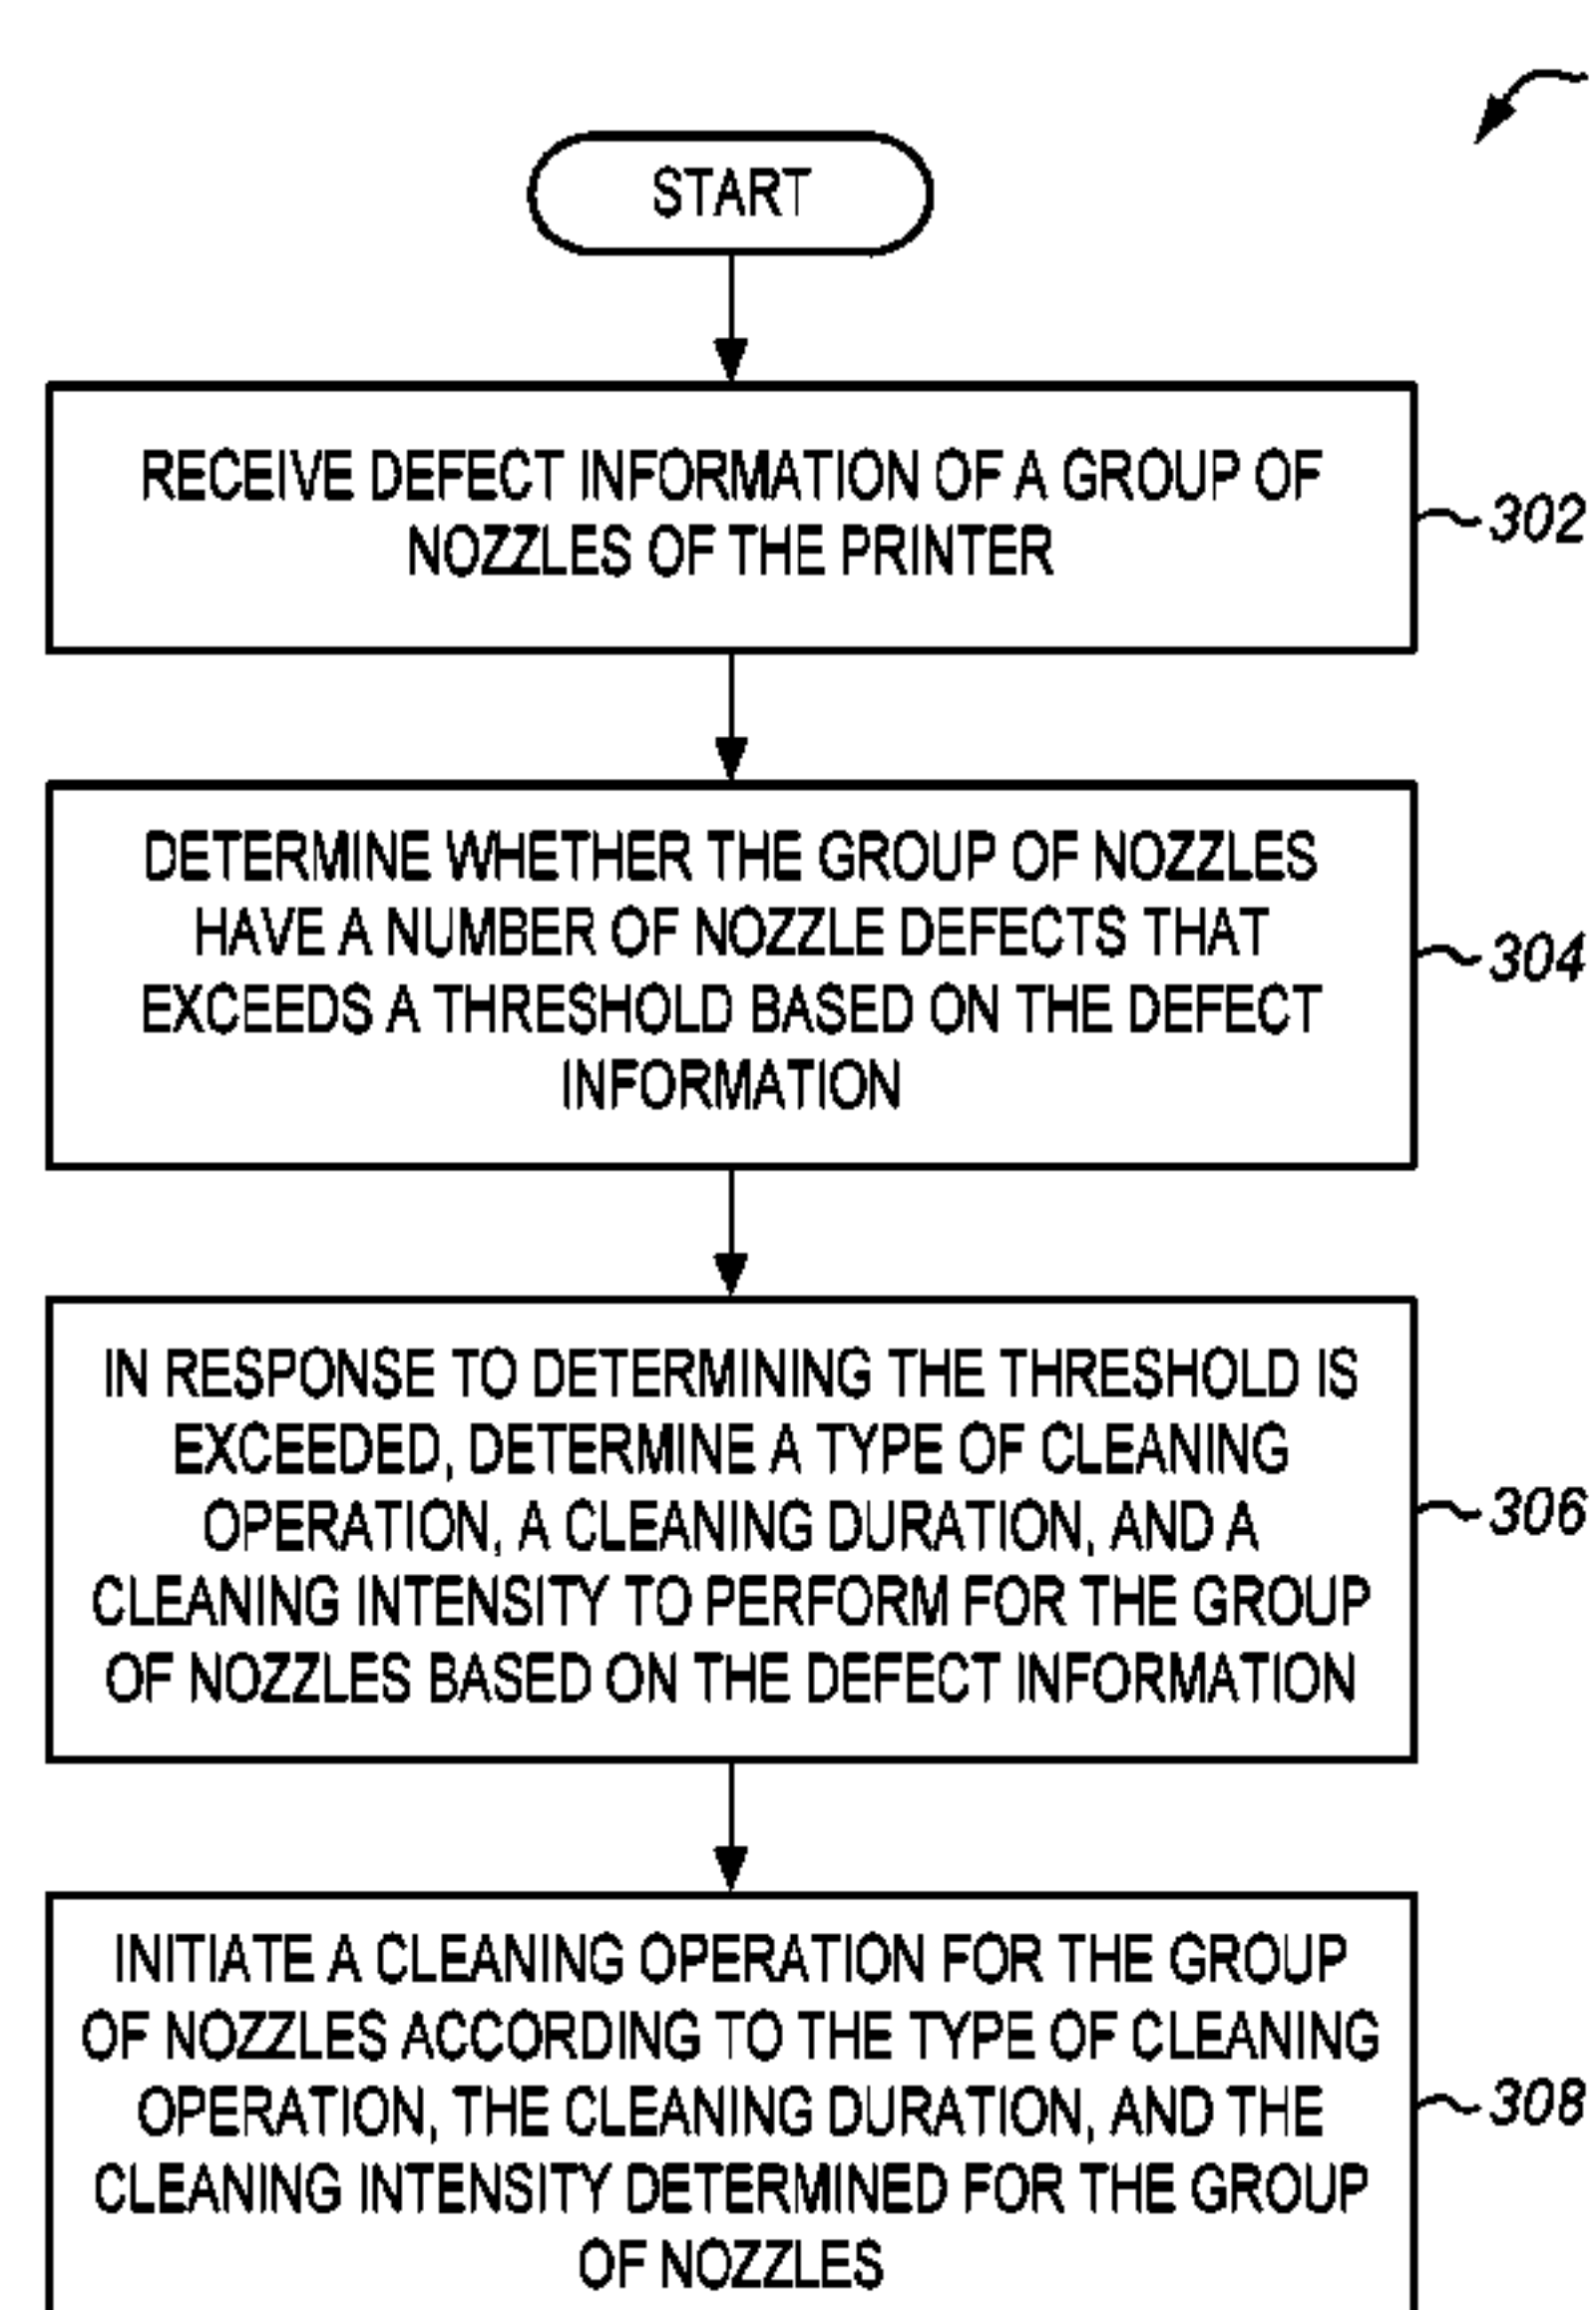 START
RECEIVE DEFECT INFORMATION OF A GROUP OF
NOZZLES OF THE PRINTER
302
DETERMINE WHETHER THE GROUP OF NOZZLES
HAVE A NUMBER OF NOZZLE DEFECTS THAT
EXCEEDS A THRESHOLD BASED ON THE DEFECT
INFORMATION
304
IN RESPONSE TO DETERMINING THE THRESHOLD IS
EXCEEDED, DETERMINE A TYPE OF CLEANING
OPERATION, A CLEANING DURATION, AND A
CLEANING INTENSITY TO PERFORM FOR THE GROUP
OF NOZZLES BASED ON THE DEFECT INFORMATION
306
INITIATE A CLEANING OPERATION FOR THE GROUP
OF NOZZLES ACCORDING TO THE TYPE OF CLEANING
OPERATION, THE CLEANING DURATION, AND THE
CLEANING INTENSITY DETERMINED FOR THE GROUP
OF NOZZLES
308